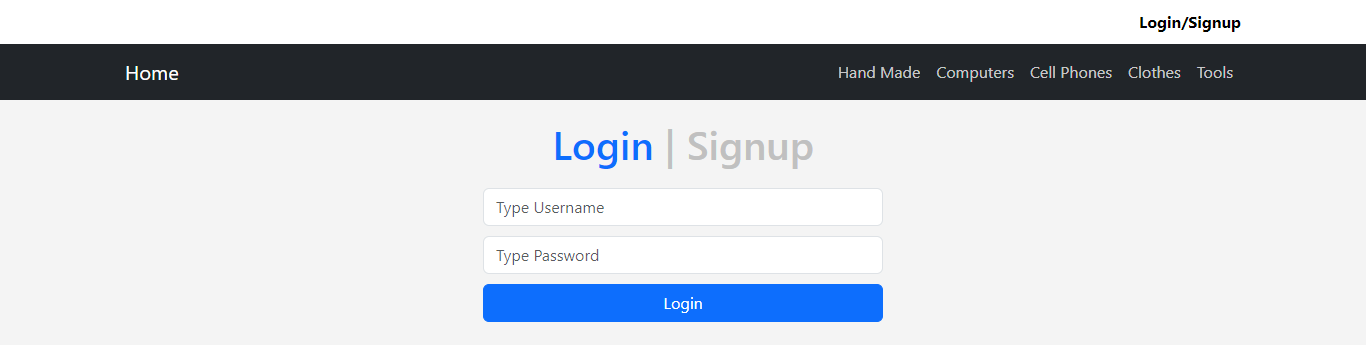 Login/Signup
Home Hand Made Computers Cell Phones Clothes Tools
Login | Signup
Type Username
Type Password
Login